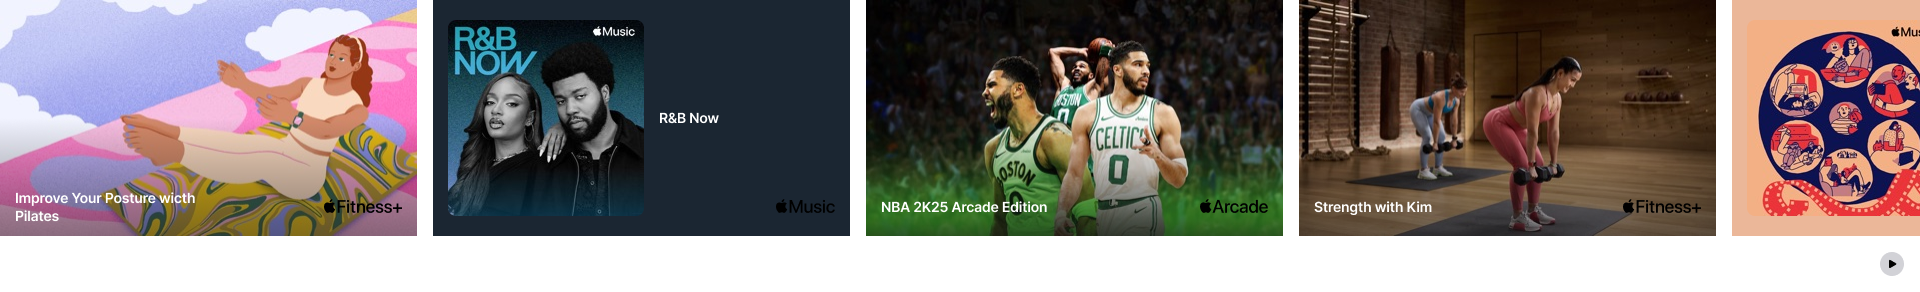 Improve Your Posture wicth
Pilates
Fitness+
R&B
NOW
Music
R&B Now
Music
BOSTON
BOSTON
CELTICS
0
NBA 2K25 Arcade Edition
Arcade
Strength with Kim
Fitness+